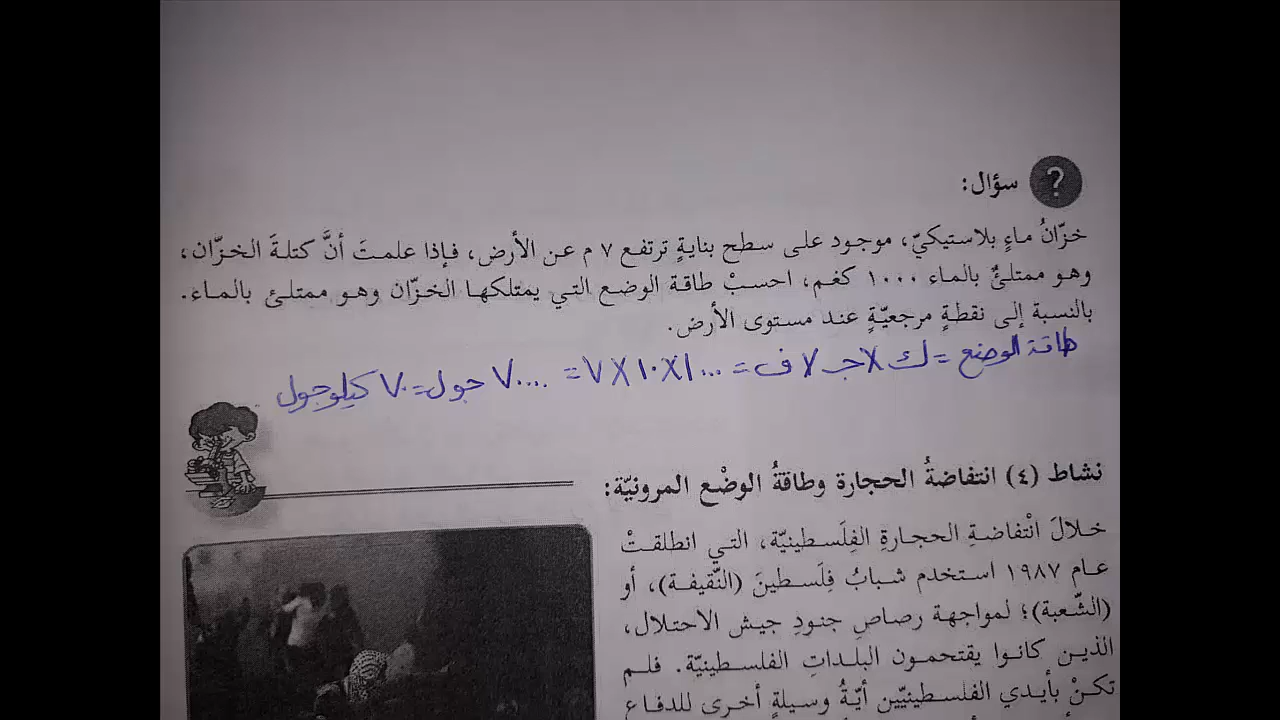 سؤال:
خزّانُ ماءٍ بلاستيكيّ، موجود على سطح بنايةٍ ترتفع ٧ م عن الأرض، فإذا علمتَ أنَّ كتلةَ الخزّان،
وهو ممتلئٌ بالماء ١٠٠٠ كغم، احسبْ طاقة الوضع التي يمتلكها الخزّان وهو ممتلئ بالماء.
بالنسبة إلى نقطةٍ مرجعيّةٍ عند مستوى الأرض.
طاقة الوضع = ك X جـ X ف = ١٠٠٠ X ١٠ X ٧ = ٧٠٠٠٠ جول = ٧٠ كيلوجول
نشاط (٤) انتفاضةُ الحجارة وطاقةُ الوضْع المرونيّة:
خلالَ انْتفاضةِ الحجارةِ الفِلَسطينيّة، التي انطلقتْ
عام ١٩٨٧ استخدم شبابُ فِلَسطينَ (النّقيفة)، أو
(الشّعبة)؛ لمواجهة رصاصِ جنودِ جيش الاحتلال،
الذين كانوا يقتحمون البلداتِ الفلسطينيّة. فلم
تكنْ بأيدي الفلسطينيّين أيّةُ وسيلةٍ أخرى للدفاع